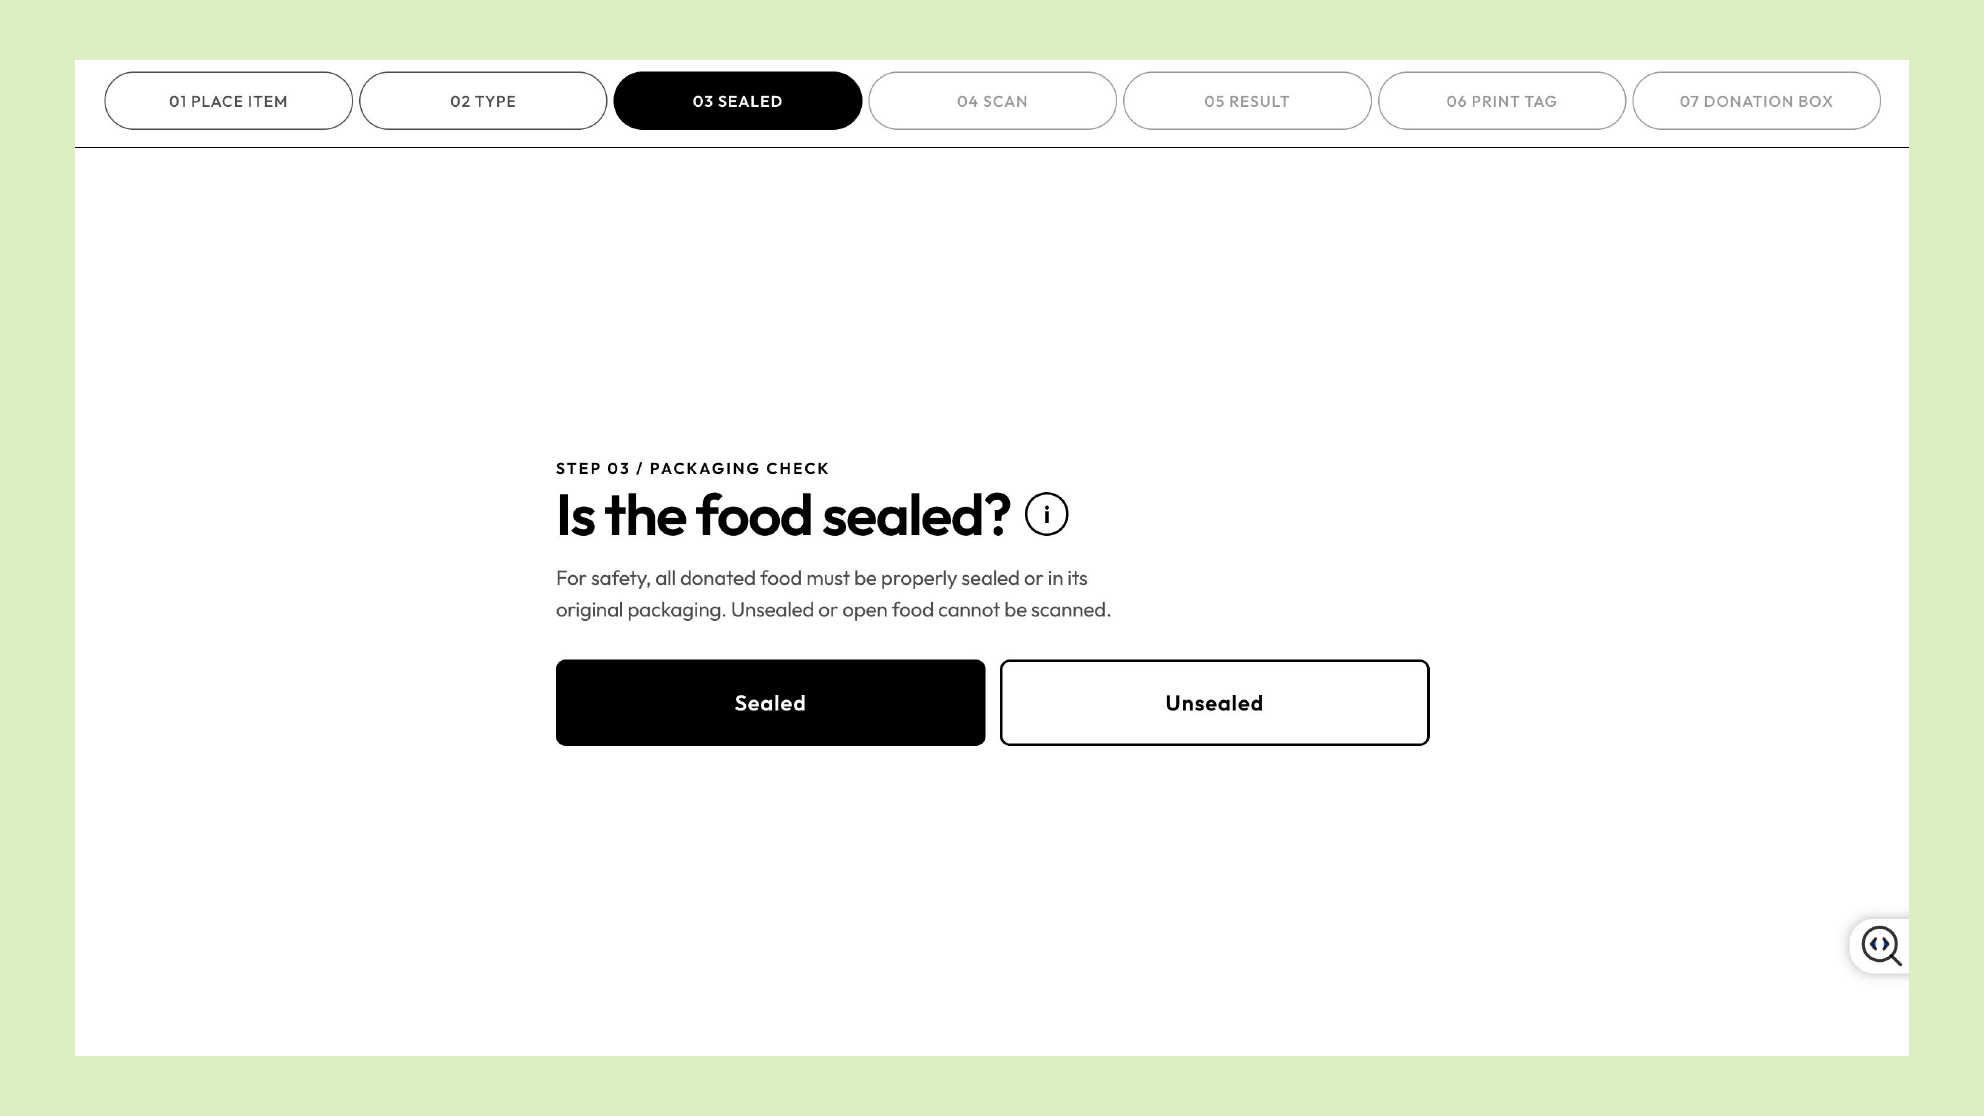 01 PLACE ITEM
02 TYPE
03 SEALED
04 SCAN
05 RESULT
06 PRINT TAG
07 DONATION BOX
STEP 03 / PACKAGING CHECK
Is the food sealed? i
For safety, all donated food must be properly sealed or in its
original packaging. Unsealed or open food cannot be scanned.
Sealed
Unsealed